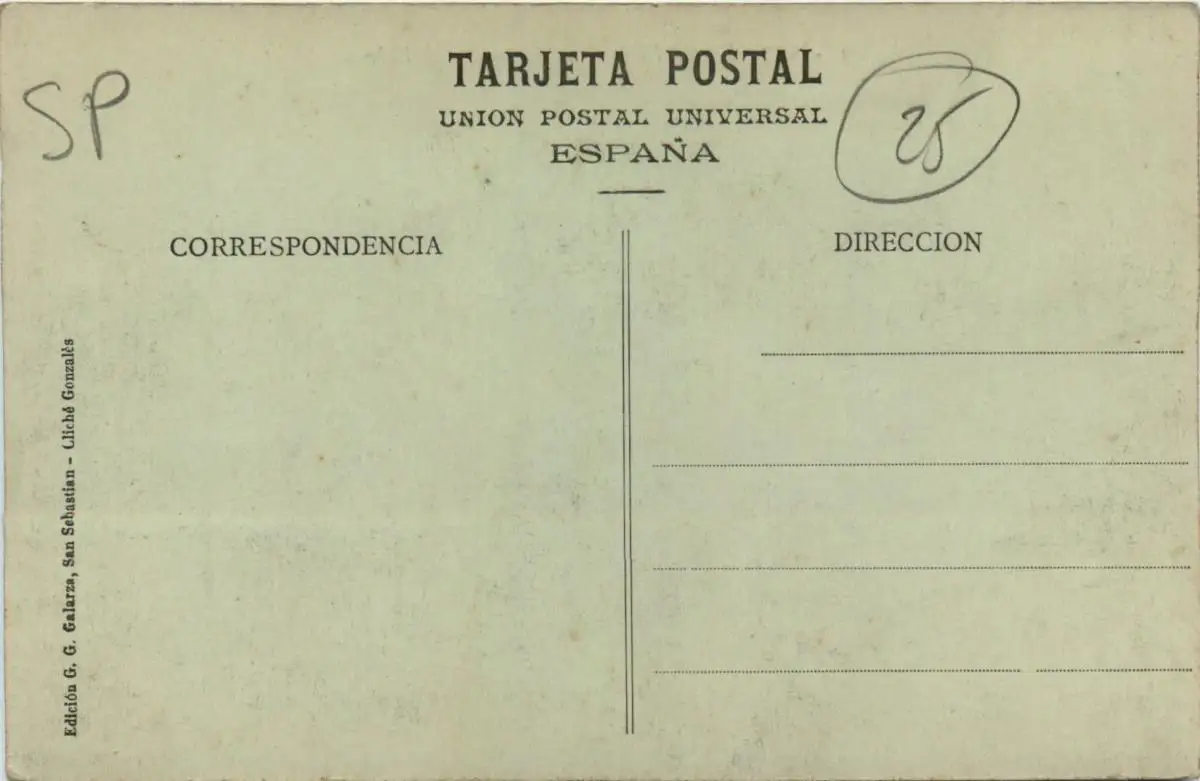 TARJETA POSTAL
UNION POSTAL UNIVERSAL
ESPAÑA
SP
25
CORRESPONDENCIA
DIRECCION
Edición G. G. Galarza, San Sebastian - Cliché Gonzalès